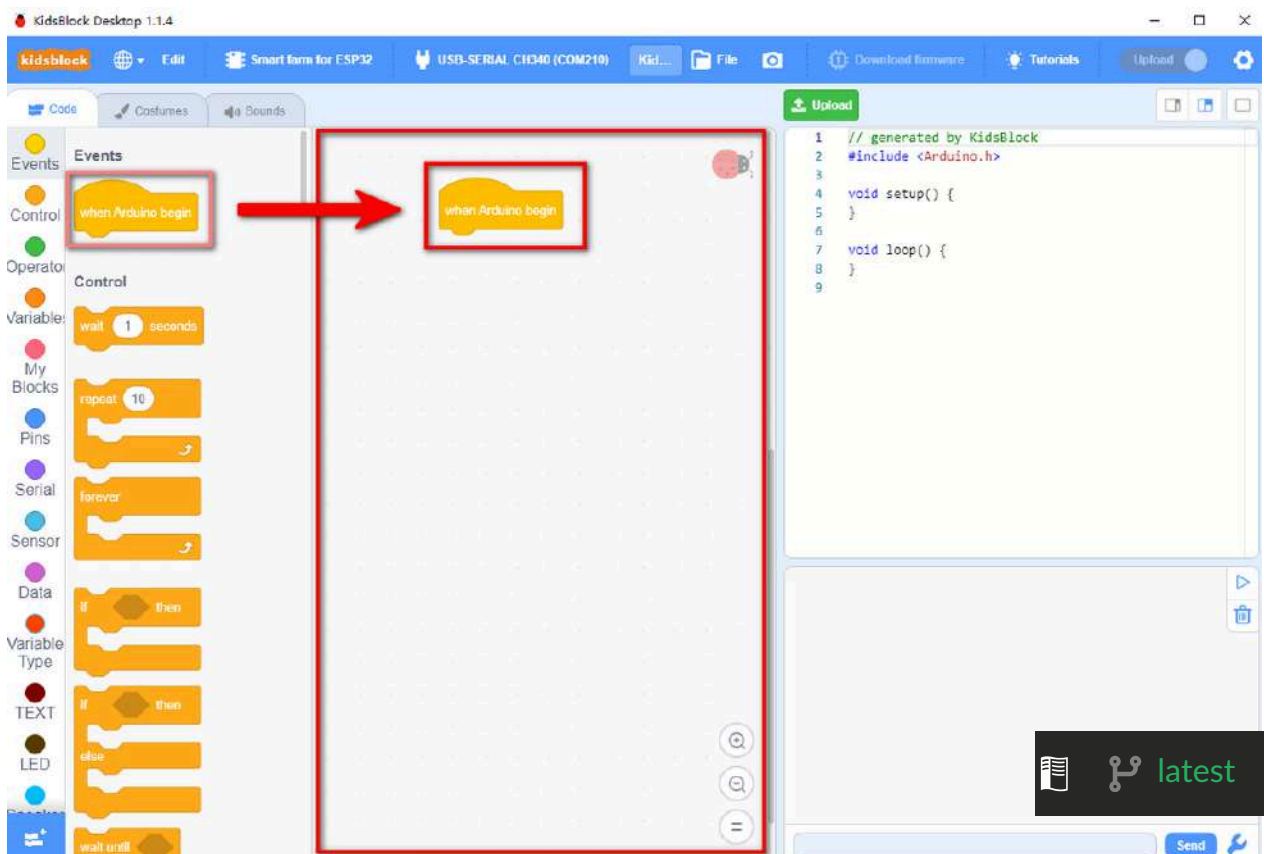 KidsBlock Desktop 1.1.4
kidsblock
Edit
Smart farm for ESP32
USB-SERIAL CH340 (COM210)
Kid...
File
Download firmware
Tutorials
Upload
Code
Costumes
Sounds
Upload
Events
Control
Operator
Variable
My
Blocks
Pins
Serial
Sensor
Data
Variable
Type
TEXT
LED
Events
when Arduino begin
Control
wait 1 seconds
repeat 10
forever
if then
if then
else
wait until
when Arduino begin
1 // generated by KidsBlock
2 #include <Arduino.h>
3
4 void setup() {
5 }
6
7 void loop() {
8 }
9
latest
Send